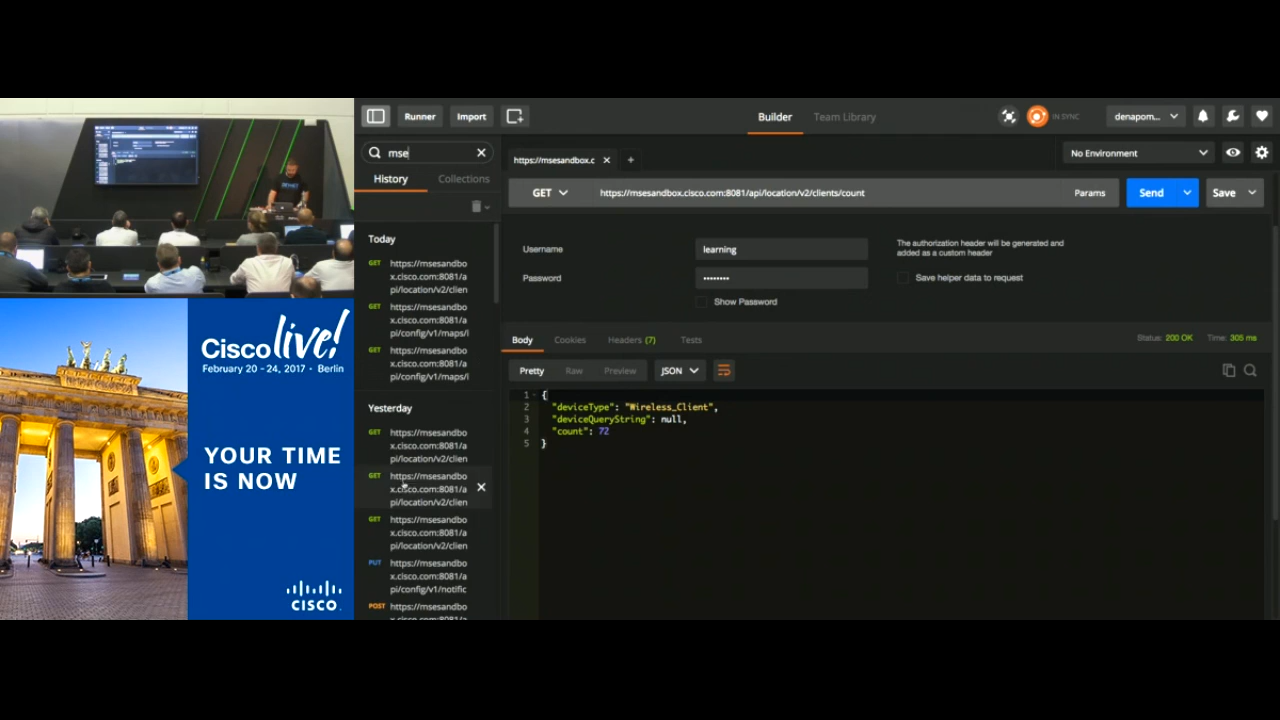 Runner
Import
Builder
Team Library
IN SYNC
denapom...
mse
https://msesandbox.c
No Environment
History
Collections
GET
https://msesandbox.cisco.com:8081/api/location/v2/clients/count
Params
Send
Save
Today
GET https://msesandbo
x.cisco.com:8081/a
pi/location/v2/clien
GET https://msesandbo
x.cisco.com:8081/a
pi/config/v1/maps/i
GET https://msesandbo
x.cisco.com:8081/a
pi/config/v1/maps/i
Yesterday
GET https://msesandbo
x.cisco.com:8081/a
pi/location/v2/clien
GET https://msesandbo
x.cisco.com:8081/a
pi/location/v2/clien
GET https://msesandbo
x.cisco.com:8081/a
pi/location/v2/clien
PUT https://msesandbo
x.cisco.com:8081/a
pi/config/v1/notific
POST https://msesandbo
x.cisco.com:8081/a
Username
learning
The authorization header will be generated and
added as a custom header
Password
••••••••
Save helper data to request
Show Password
Body
Cookies
Headers (7)
Tests
Status: 200 OK
Time: 305 ms
Pretty
Raw
Preview
JSON
1 {
2 "deviceType": "Wireless_Client",
3 "deviceQueryString": null,
4 "count": 72
5 }
Cisco live!
February 20 - 24, 2017 • Berlin
YOUR TIME
IS NOW
CISCO